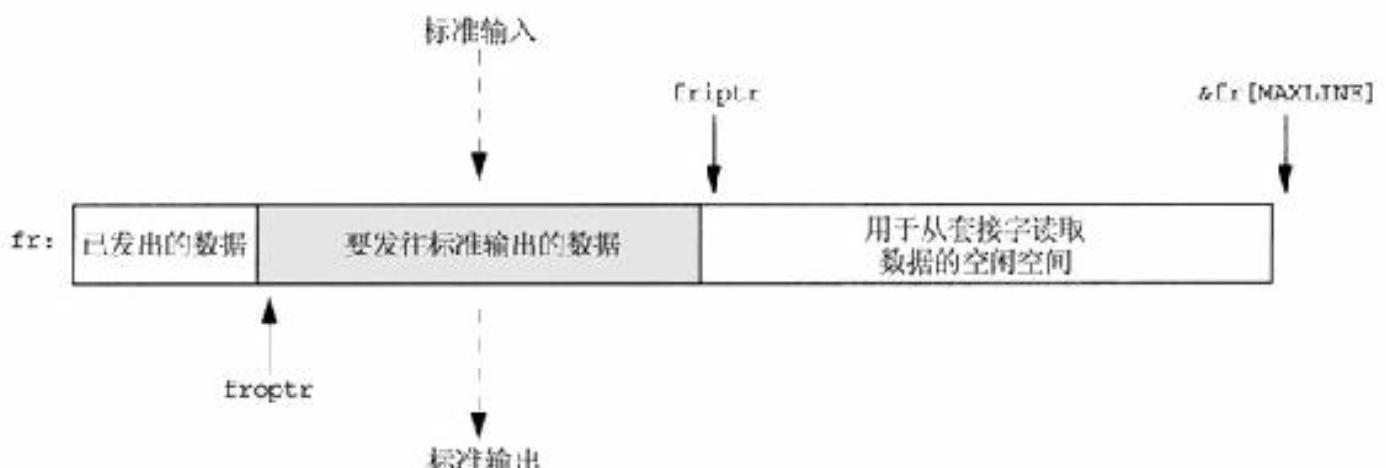 标准输入
friptr
&fr[MAXLINE]
fr:
已发出的数据
要发往标准输出的数据
用于从套接字读取
数据的空闲空间
froptr
标准输出